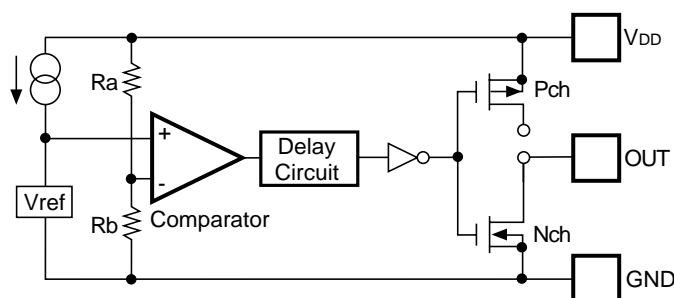 VDD
Ra
Pch
+
Delay
Circuit
OUT
-
Vref
Rb
Comparator
Nch
GND